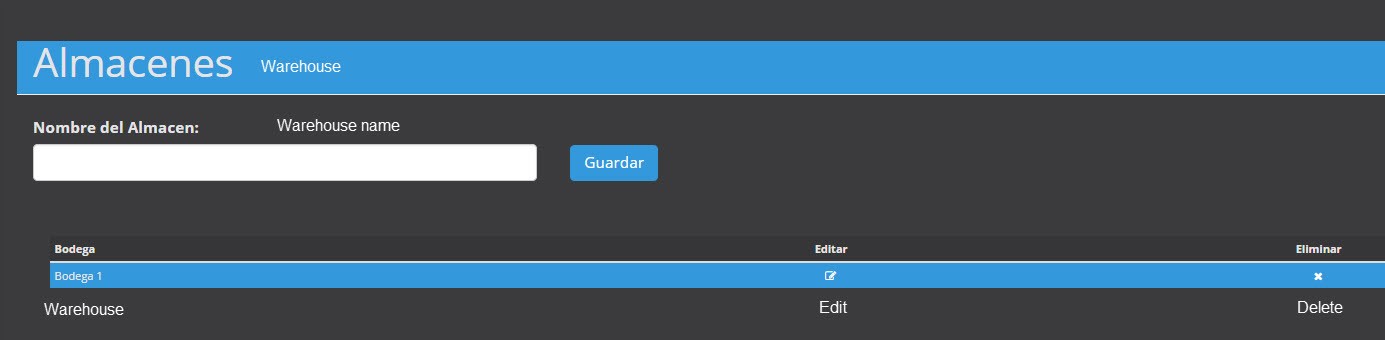 Almacenes Warehouse
Nombre del Almacen: Warehouse name
Guardar
Bodega Editar Eliminar
Bodega 1
Warehouse Edit Delete